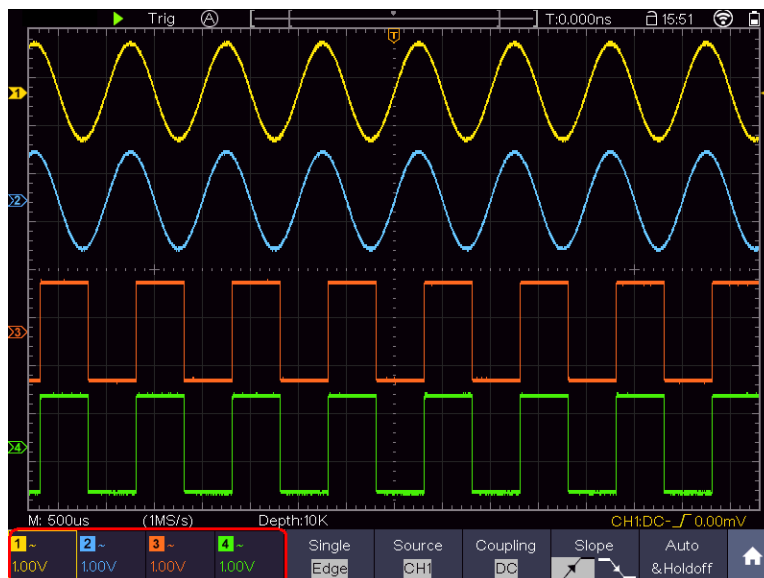 Trig A T:0.000ns 15:51
T
1
2
3
4
M: 500us (1MS/s) Depth:10K CH1:DC- 0.00mV
1 ~ 2 ~ 3 ~ 4 ~ Single Source Coupling Slope Auto
1.00V 1.00V 1.00V 1.00V Edge CH1 DC &Holdoff